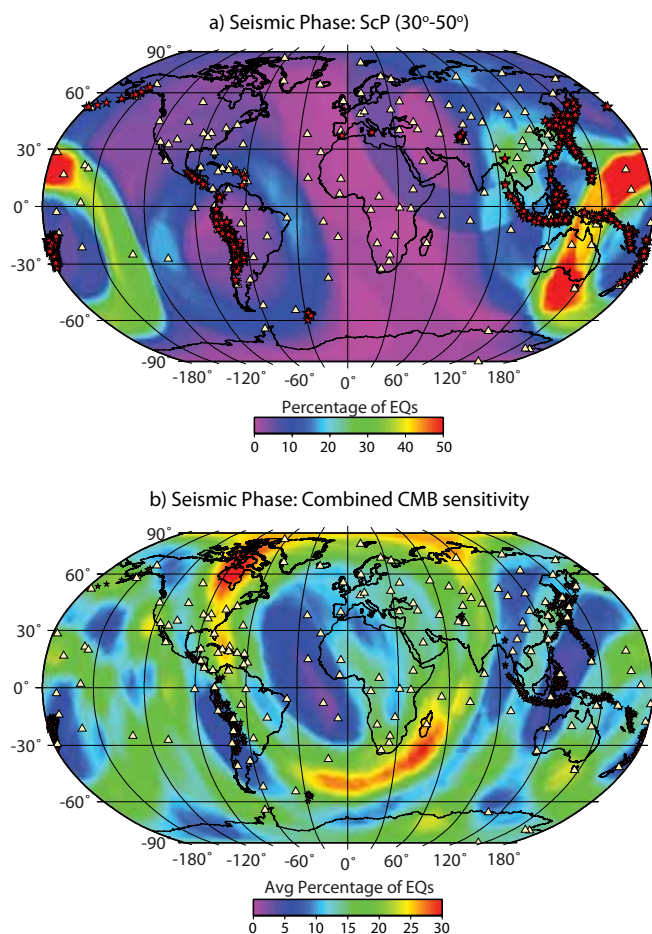 a) Seismic Phase: ScP (30°-50°)
90°
60°
30°
0°
-30°
-60°
-90
-180° -120° -60° 0° 60° 120° 180°
Percentage of EQs
0 10 20 30 40 50
b) Seismic Phase: Combined CMB sensitivity
90°
60°
30°
0°
-30°
-60°
-90
-180° -120° -60° 0° 60° 120° 180°
Avg Percentage of EQs
0 5 10 15 20 25 30